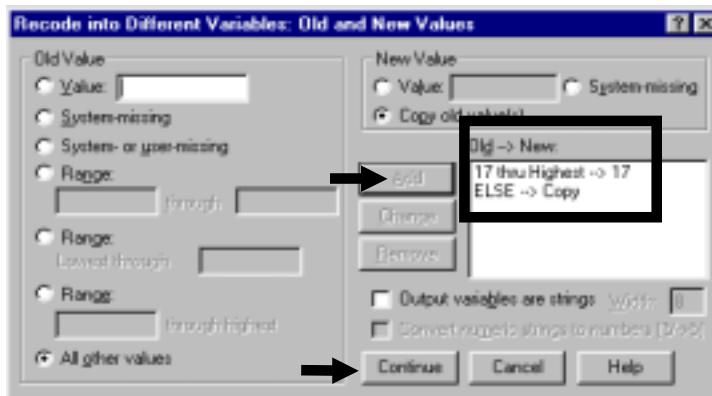 Recode into Different Variables: Old and New Values
Old Value
Value:
System-missing
System- or user-missing
Range:
through
Range:
Lowest through
Range:
through highest
All other values
New Value
Value:
System-missing
Copy old value(s)
Old --> New:
17 thru Highest --> 17
ELSE --> Copy
Add
Change
Remove
Output variables are strings
Width: 8
Convert numeric strings to numbers ('5'->5)
Continue
Cancel
Help